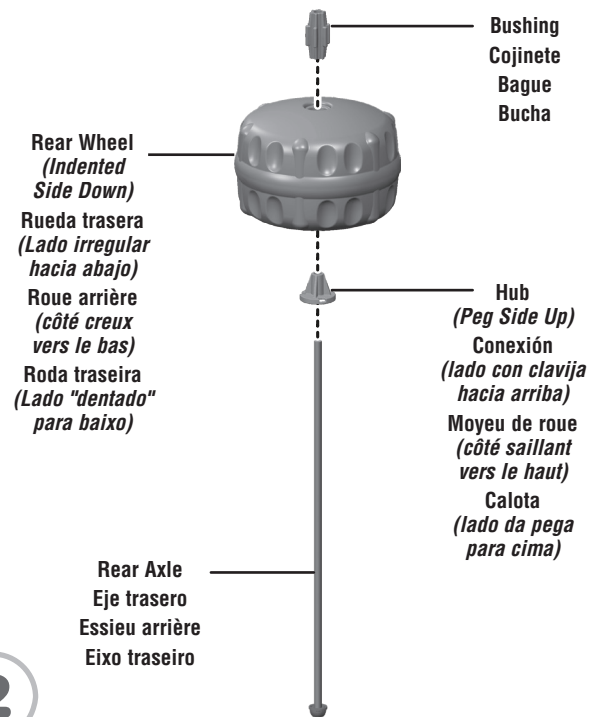 Bushing
Cojinete
Bague
Bucha
Rear Wheel
(Indented
Side Down)
Rueda trasera
(Lado irregular
hacia abajo)
Roue arrière
(côté creux
vers le bas)
Roda traseira
(Lado "dentado"
para baixo)
Hub
(Peg Side Up)
Conexión
(lado con clavija
hacia arriba)
Moyeu de roue
(côté saillant
vers le haut)
Calota
(lado da pega
para cima)
Rear Axle
Eje trasero
Essieu arrière
Eixo traseiro
2